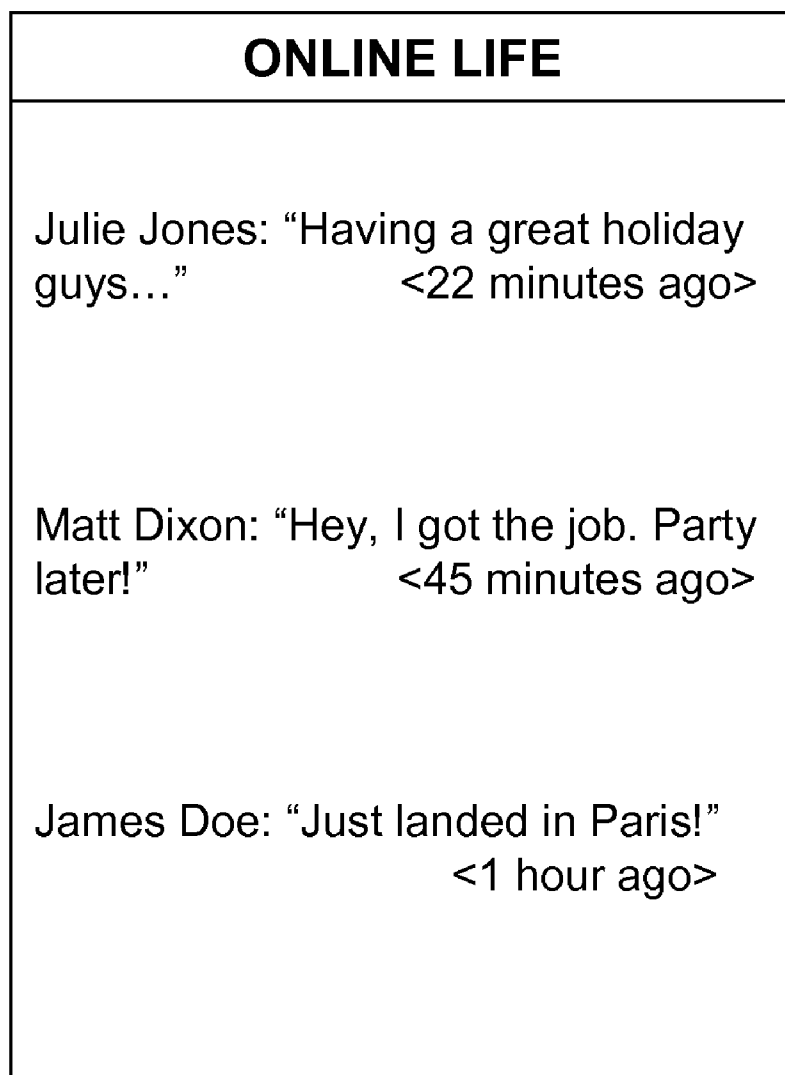 ONLINE LIFE
Julie Jones: “Having a great holiday
guys…” <22 minutes ago>
Matt Dixon: “Hey, I got the job. Party
later!” <45 minutes ago>
James Doe: “Just landed in Paris!”
<1 hour ago>